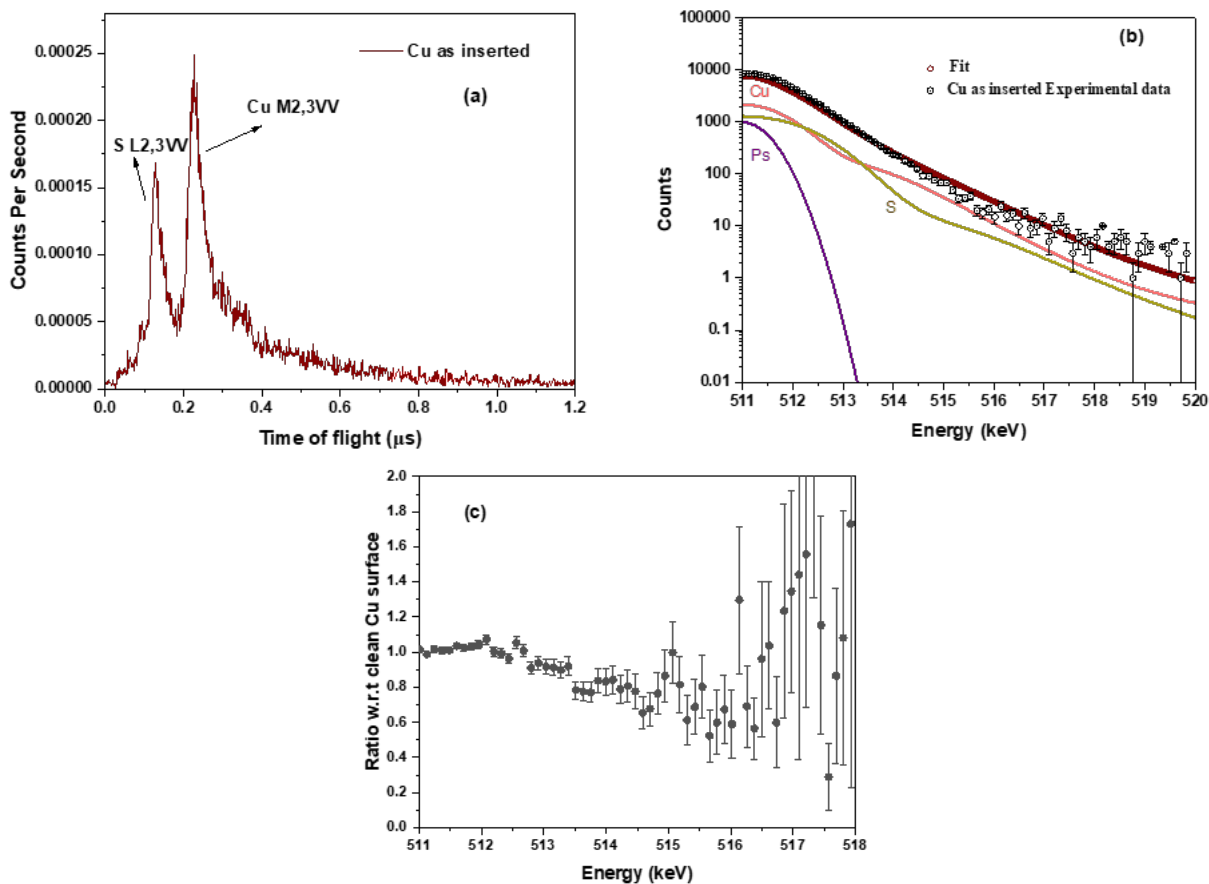 (a)
Cu as inserted
Cu M2,3VV
S L2,3VV
Counts Per Second
0.00025
0.00020
0.00015
0.00010
0.00005
0.00000
0.0
0.2
0.4
0.6
0.8
1.0
1.2
Time of flight (µs)
(b)
Fit
Cu as inserted Experimental data
Cu
Ps
S
Counts
100000
10000
1000
100
10
1
0.1
0.01
511
512
513
514
515
516
517
518
519
520
Energy (keV)
(c)
Ratio w.r.t clean Cu surface
2.0
1.8
1.6
1.4
1.2
1.0
0.8
0.6
0.4
0.2
0.0
511
512
513
514
515
516
517
518
Energy (keV)